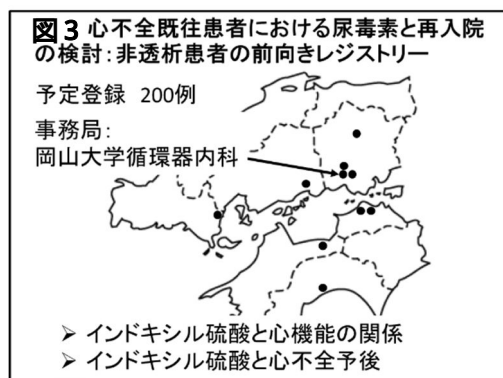 図3 心不全既往患者における尿毒素と再入院
の検討：非透析患者の前向きレジストリー
予定登録 200例
事務局：
岡山大学循環器内科
➢ インドキシル硫酸と心機能の関係
➢ インドキシル硫酸と心不全予後